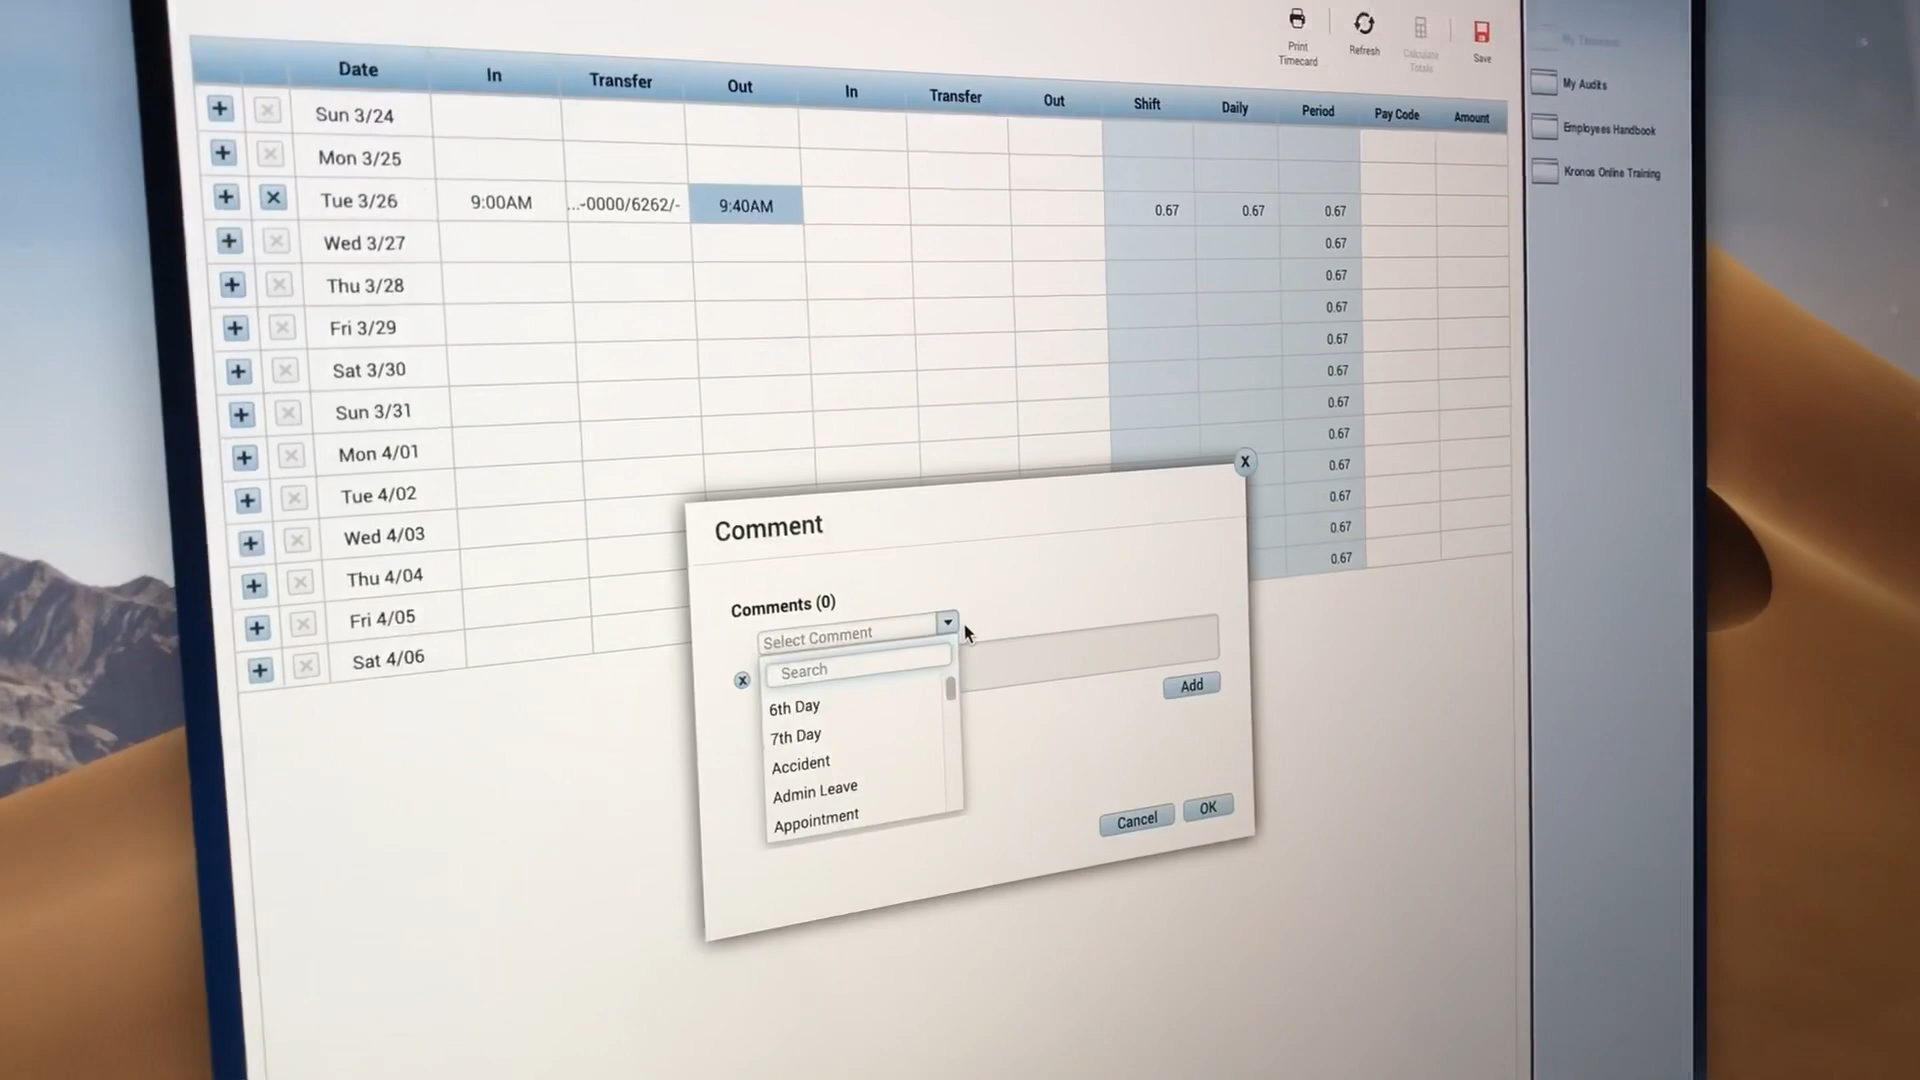 Print Timecard
Refresh
Calculate Totals
Save
My Timecard
My Audits
Employees Handbook
Kronos Online Training
Date In Transfer Out In Transfer Out Shift Daily Period Pay Code Amount
+ x Sun 3/24
+ x Mon 3/25
+ x Tue 3/26 9:00AM ...-0000/6262/- 9:40AM 0.67 0.67 0.67
+ x Wed 3/27 0.67
+ x Thu 3/28 0.67
+ x Fri 3/29 0.67
+ x Sat 3/30 0.67
+ x Sun 3/31 0.67
+ x Mon 4/01 0.67
+ x Tue 4/02 0.67
+ x Wed 4/03 0.67
+ x Thu 4/04 0.67
+ x Fri 4/05 0.67
+ x Sat 4/06 0.67
X
Comment
Comments (0)
Select Comment
x
Search
6th Day
7th Day
Accident
Admin Leave
Appointment
Add
Cancel OK